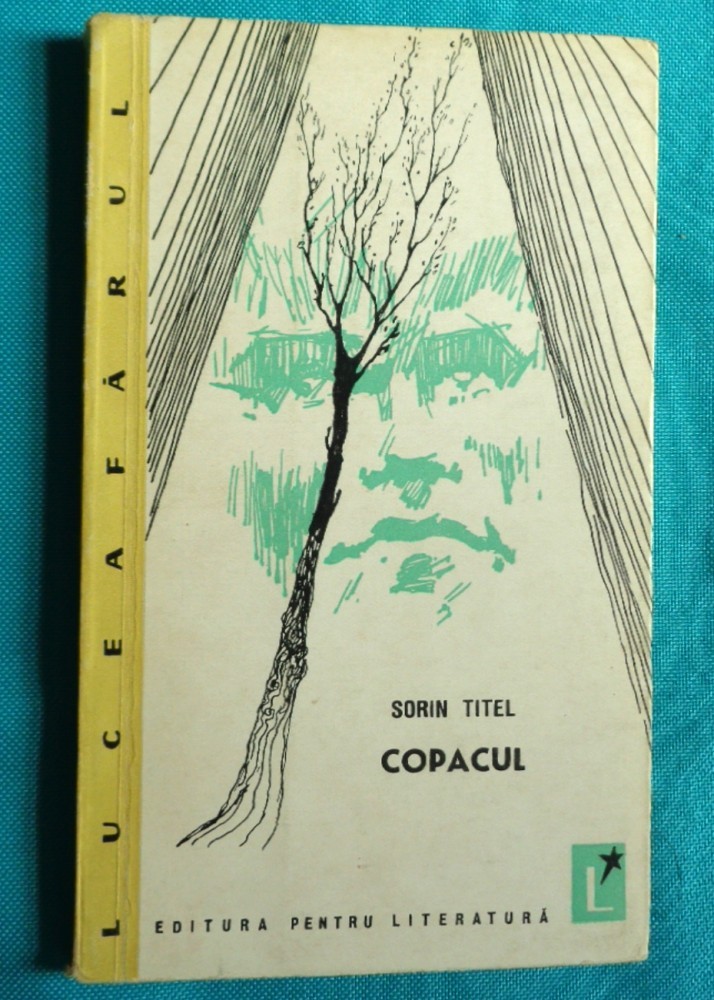 LUCEAFĂRUL
SORIN TITEL
COPACUL
EDITURA PENTRU LITERATURĂ
L